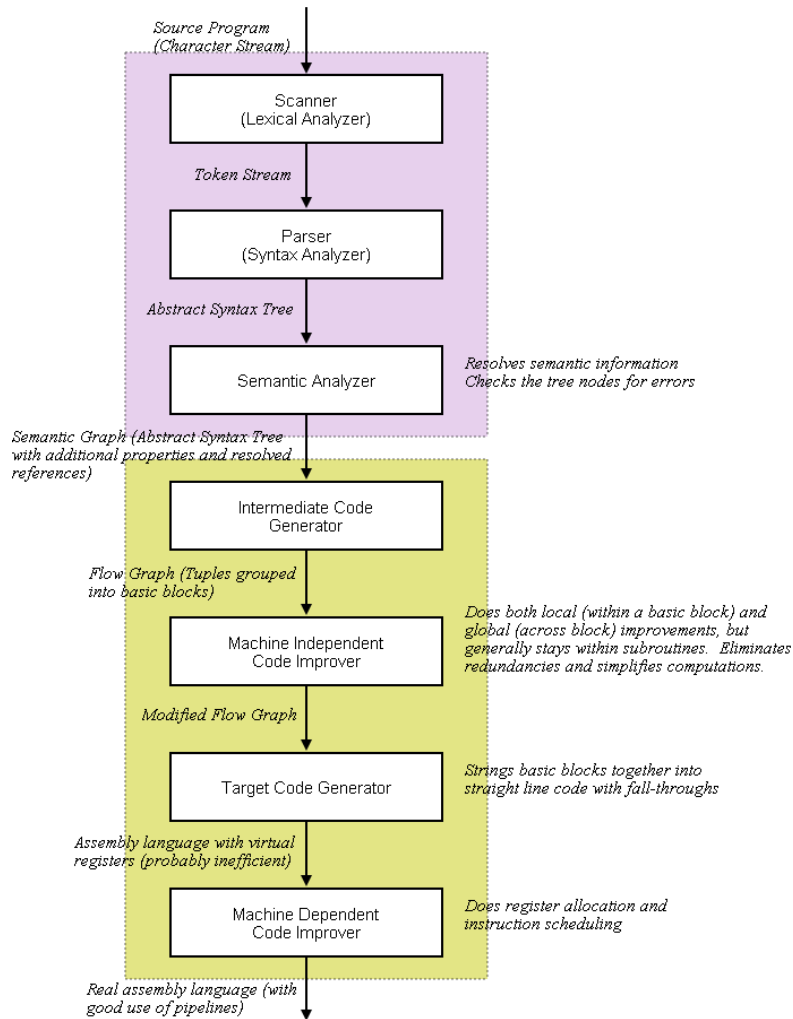 Source Program
(Character Stream)
Scanner
(Lexical Analyzer)
Token Stream
Parser
(Syntax Analyzer)
Abstract Syntax Tree
Semantic Analyzer
Resolves semantic information
Checks the tree nodes for errors
Semantic Graph (Abstract Syntax Tree
with additional properties and resolved
references)
Intermediate Code
Generator
Flow Graph (Tuples grouped
into basic blocks)
Machine Independent
Code Improver
Does both local (within a basic block) and
global (across block) improvements, but
generally stays within subroutines.  Eliminates
redundancies and simplifies computations.
Modified Flow Graph
Target Code Generator
Strings basic blocks together into
straight line code with fall-throughs
Assembly language with virtual
registers (probably inefficient)
Machine Dependent
Code Improver
Does register allocation and
instruction scheduling
Real assembly language (with
good use of pipelines)